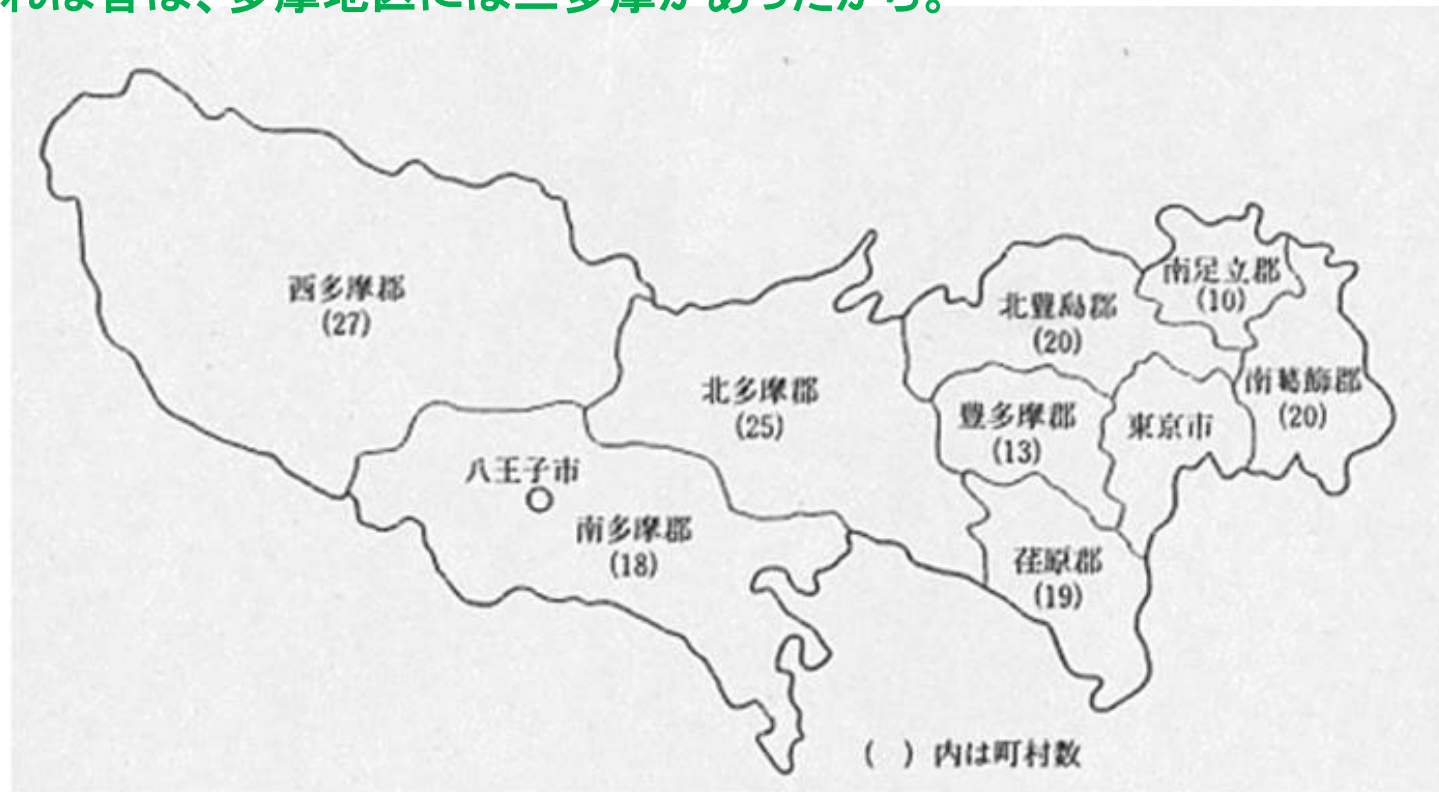 れは昔は、多摩地区には三多摩があったから。
西多摩郡
(27)
北多摩郡
(25)
八王子市
南多摩郡
(18)
北豊島郡
(20)
南足立郡
(10)
豊多摩郡
(13)
東京市
南葛飾郡
(20)
荏原郡
(19)
( ) 内は町村数